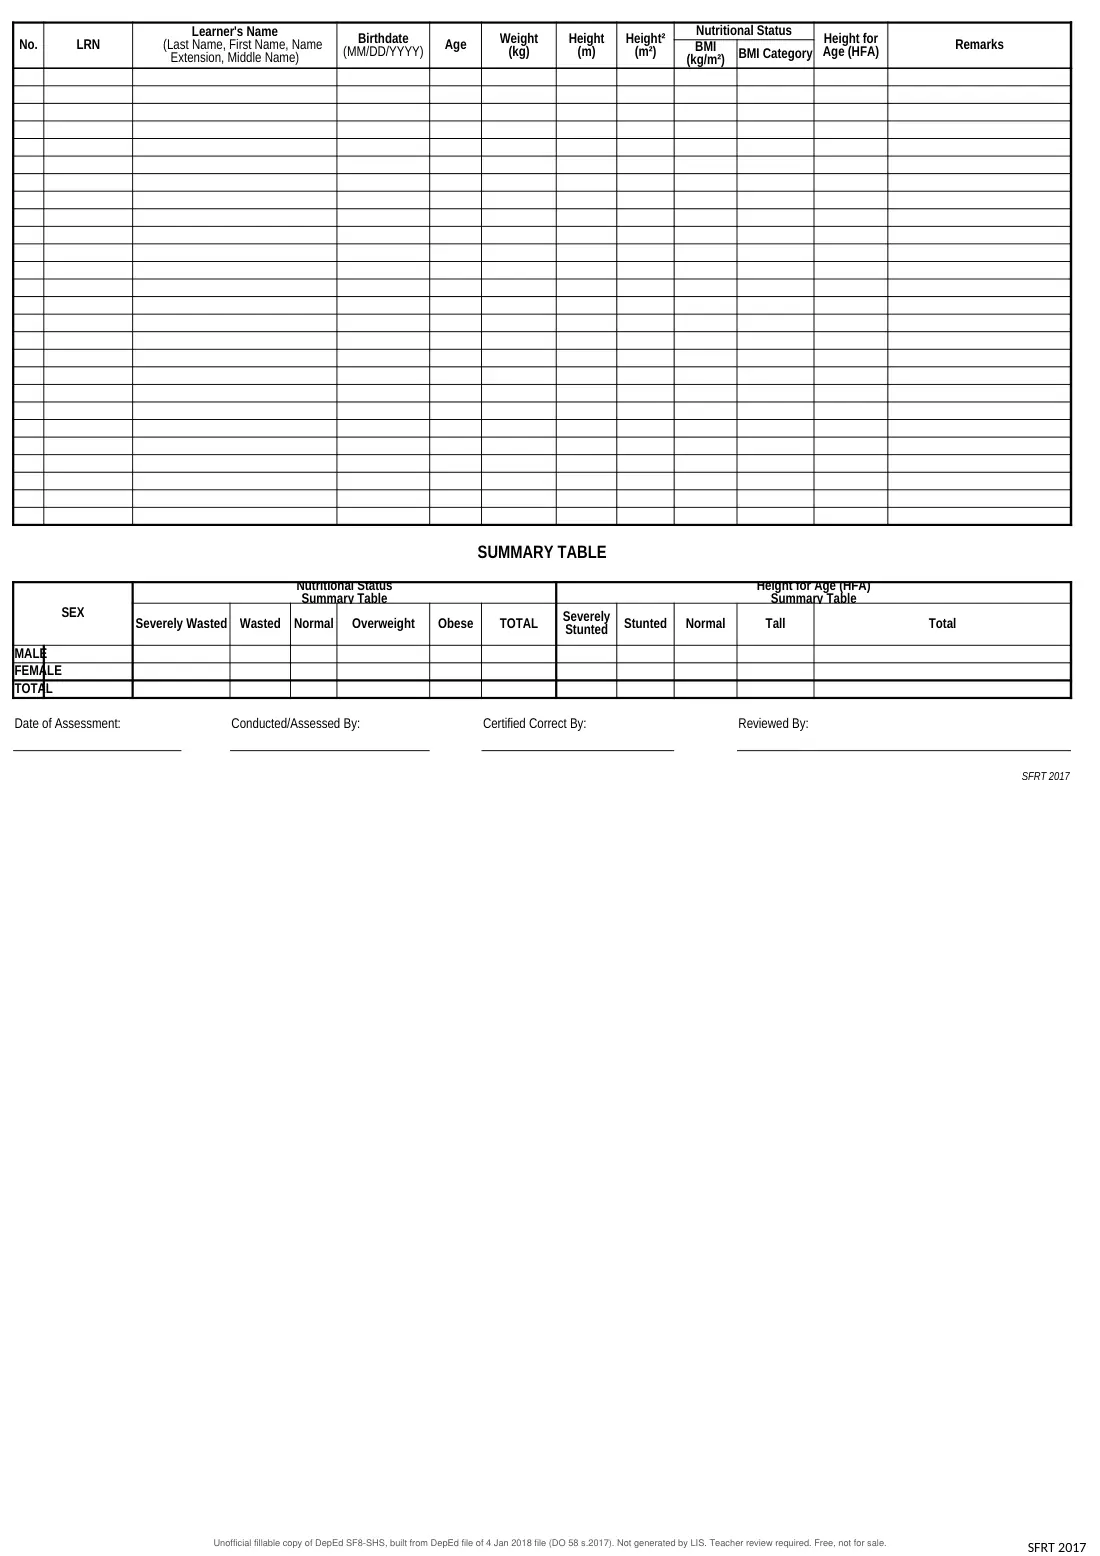 No.
LRN
Learner's Name
(Last Name, First Name, Name
Extension, Middle Name)
Birthdate
(MM/DD/YYYY)
Age
Weight
(kg)
Height
(m)
Height²
(m²)
Nutritional Status
BMI
(kg/m²)
BMI Category
Height for
Age (HFA)
Remarks
SUMMARY TABLE
SEX
Nutritional Status
Summary Table
Height for Age (HFA)
Summary Table
Severely Wasted
Wasted
Normal
Overweight
Obese
TOTAL
Severely
Stunted
Stunted
Normal
Tall
Total
MALE
FEMALE
TOTAL
Date of Assessment:
Conducted/Assessed By:
Certified Correct By:
Reviewed By:
SFRT 2017
Unofficial fillable copy of DepEd SF8-SHS, built from DepEd file of 4 Jan 2018 file (DO 58 s.2017). Not generated by LIS. Teacher review required. Free, not for sale.
SFRT 2017